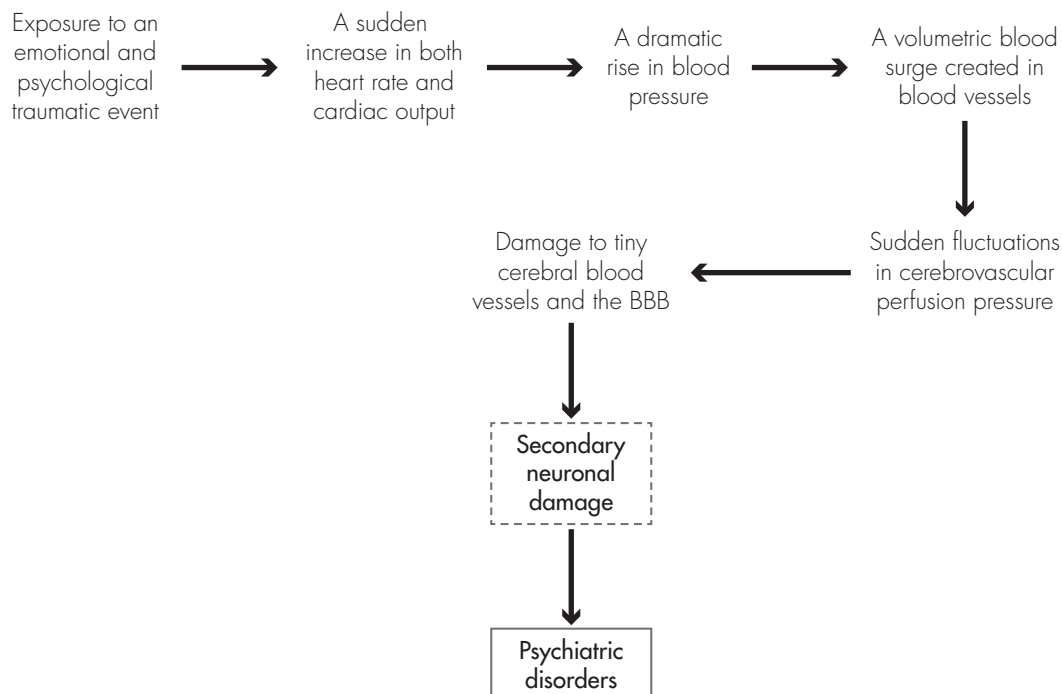 Exposure to an
emotional and
psychological
traumatic event
A sudden
increase in both
heart rate and
cardiac output
A dramatic
rise in blood
pressure
A volumetric blood
surge created in
blood vessels
Sudden fluctuations
in cerebrovascular
perfusion pressure
Damage to tiny
cerebral blood
vessels and the BBB
Secondary
neuronal
damage
Psychiatric
disorders